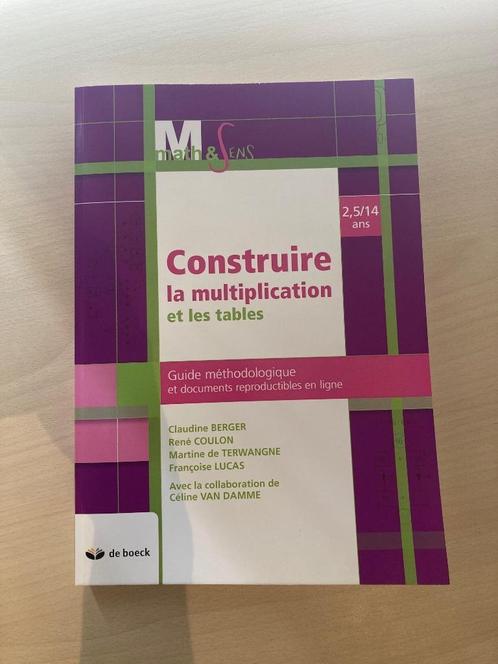 M
math & Sens
2,5/14
ans
Construire
la multiplication
et les tables
Guide méthodologique
et documents reproductibles en ligne
Claudine BERGER
René COULON
Martine de TERWANGNE
Françoise LUCAS
Avec la collaboration de
Céline VAN DAMME
de boeck